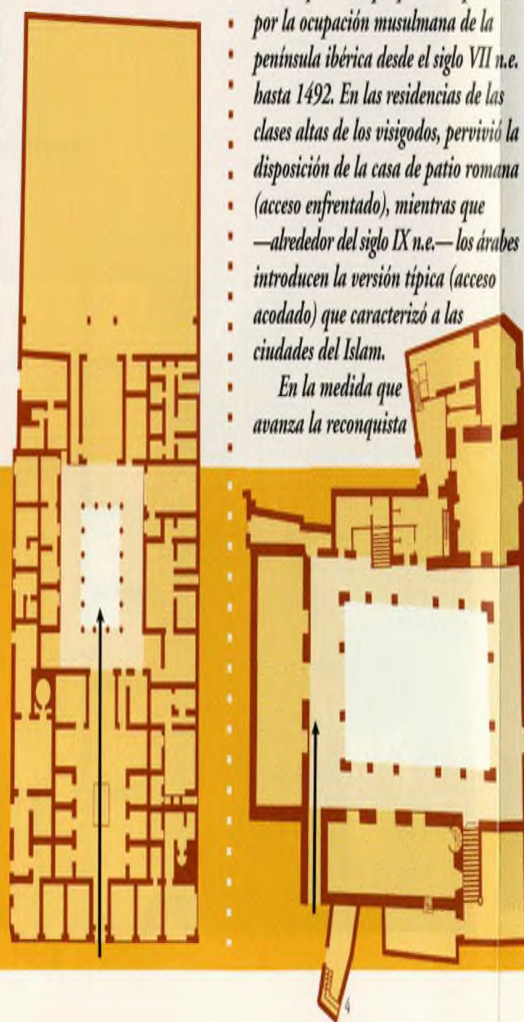 por la ocupación musulmana de la
península ibérica desde el siglo VII n.e.
hasta 1492. En las residencias de las
clases altas de los visigodos, pervivió la
disposición de la casa de patio romana
(acceso enfrentado), mientras que
—alrededor del siglo IX n.e.— los árabes
introducen la versión típica (acceso
acodado) que caracterizó a las
ciudades del Islam.
En la medida que
avanza la reconquista
4